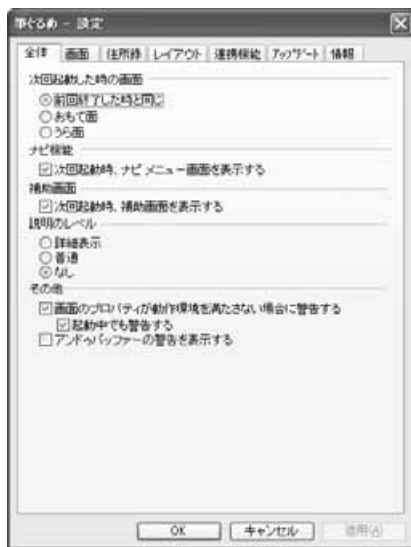 筆ぐるめ - 設定
全体 画面 住所録 レイアウト 連携機能 アップデート 情報
次回起動した時の画面
前回終了した時と同じ
おもて面
うら面
ナビ機能
次回起動時、ナビメニュー画面を表示する
補助画面
次回起動時、補助画面を表示する
説明のレベル
詳細表示
普通
なし
その他
画面のプロパティが動作環境を満たさない場合に警告する
起動中でも警告する
アンドゥバッファーの警告を表示する
OK キャンセル 適用(A)